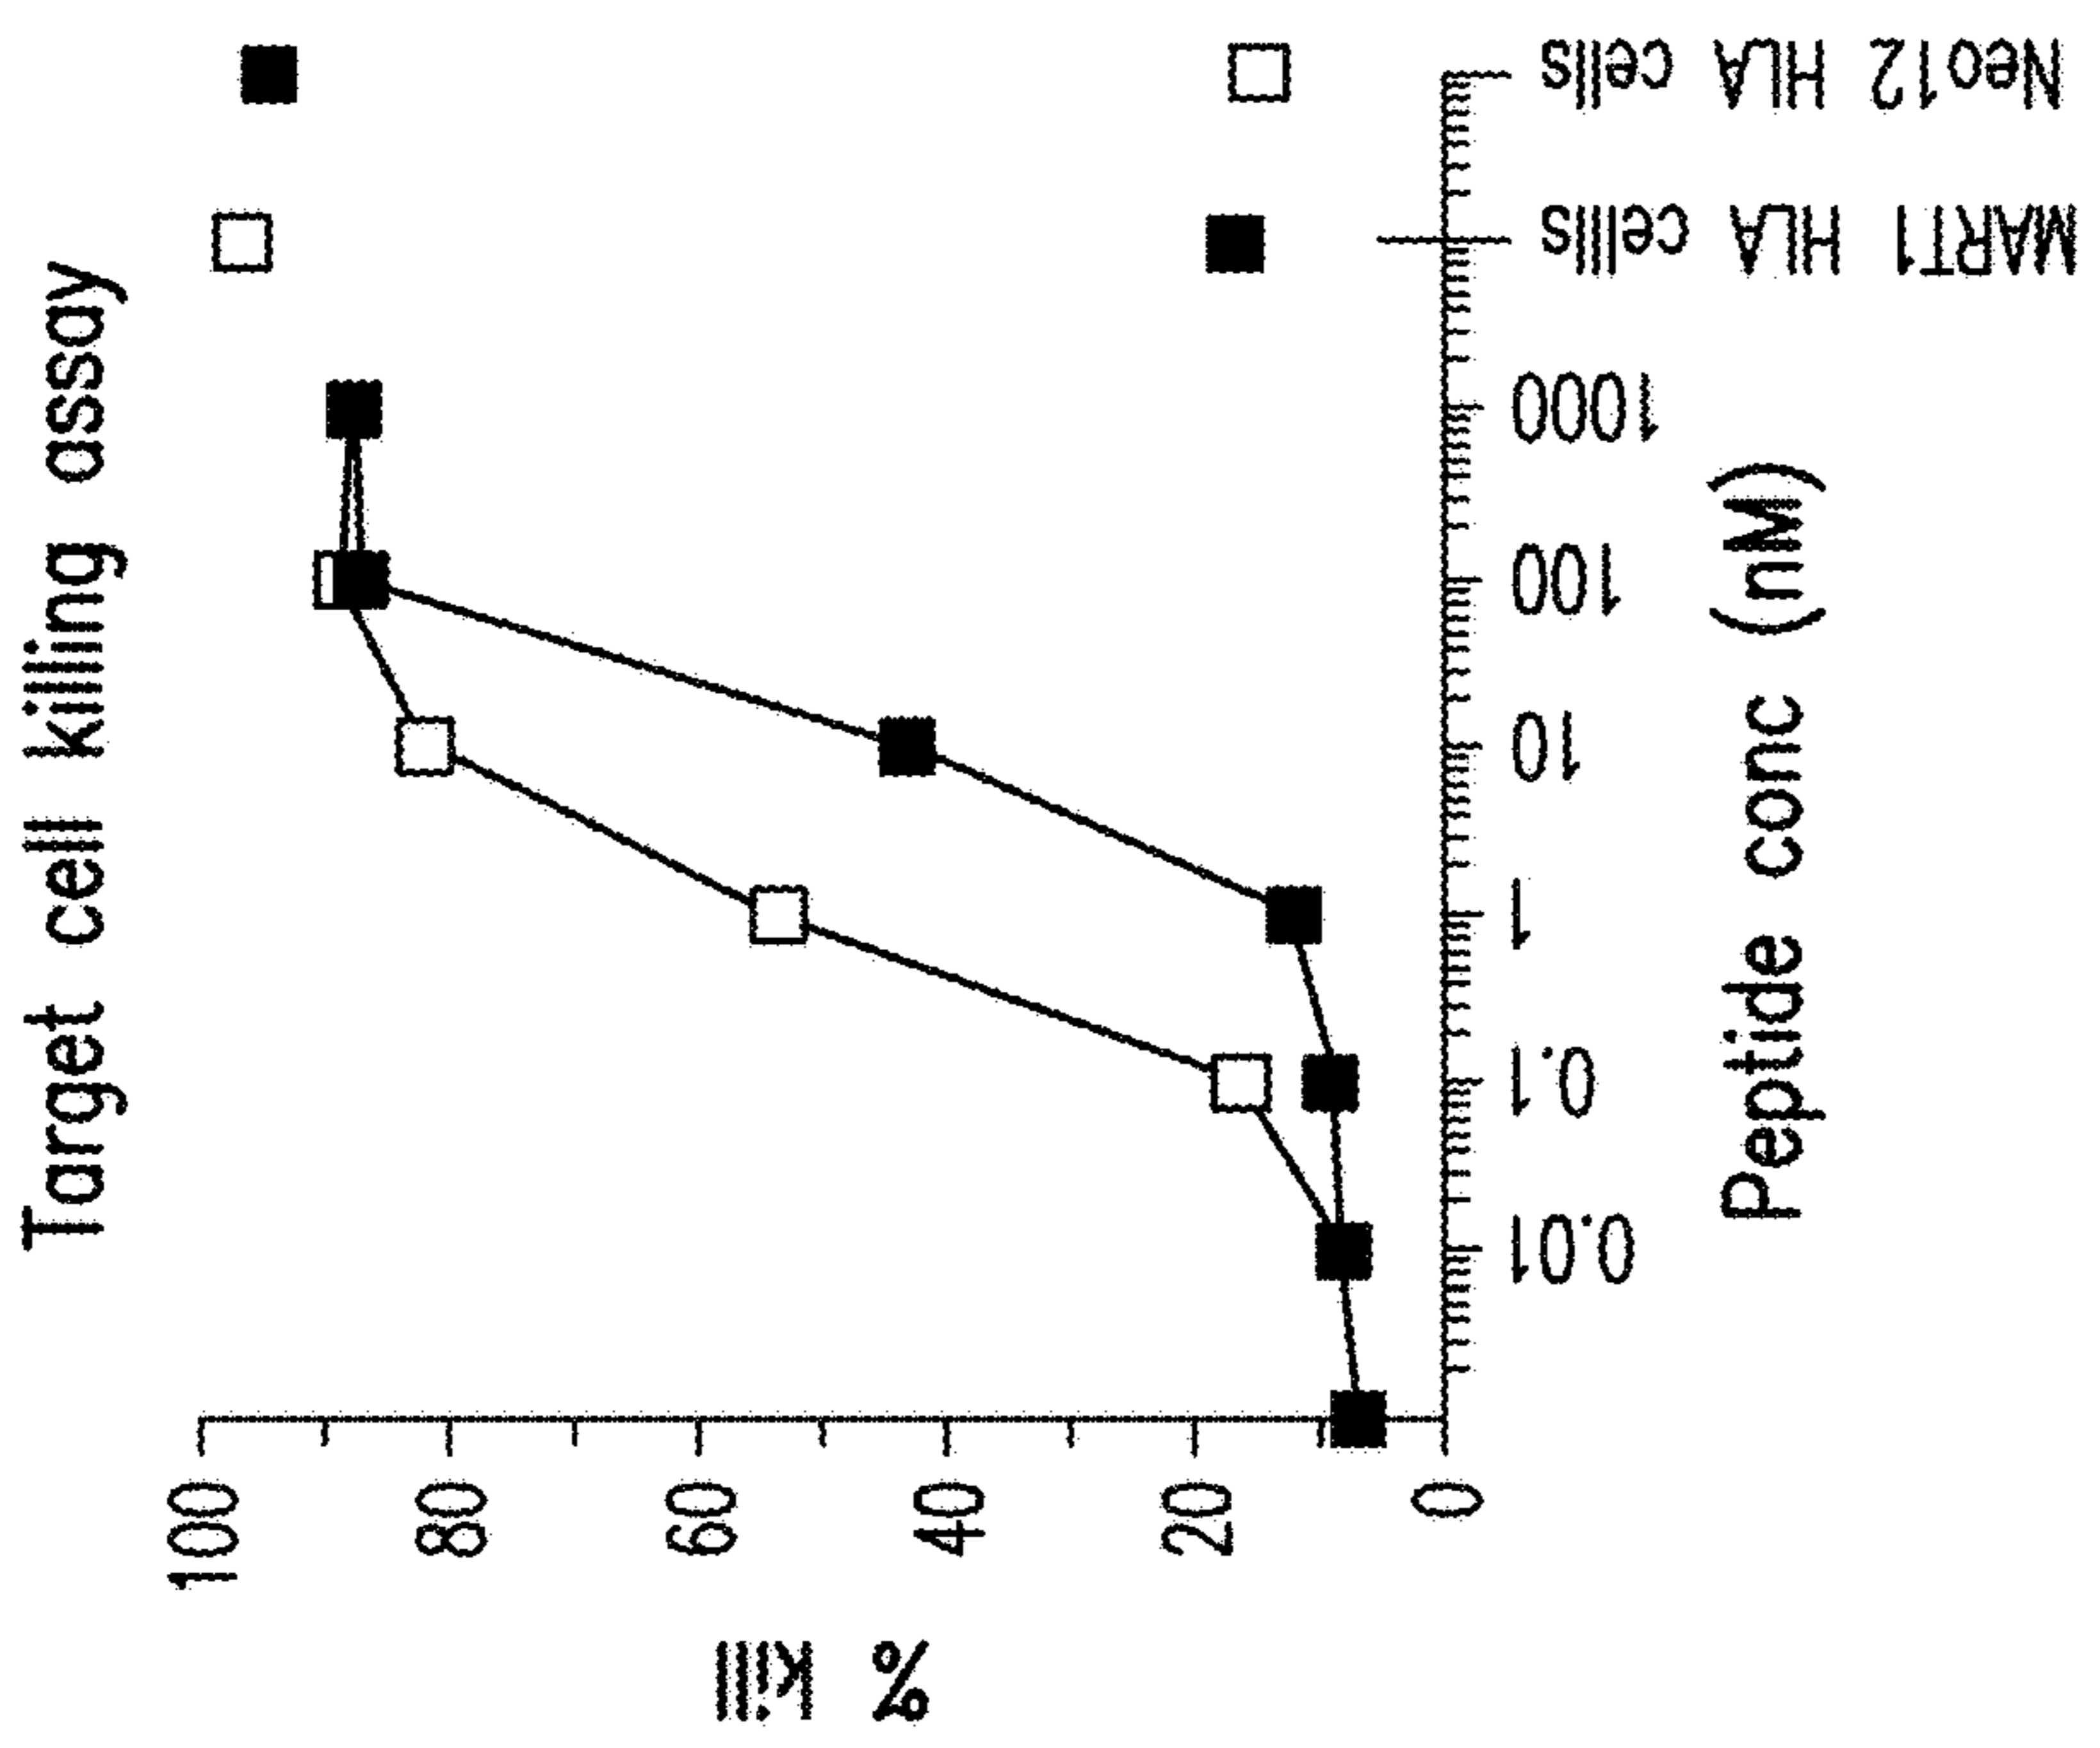 Target cell killing assay
% Kill
100
80
60
40
20
0
0.01
0.1
1
10
100
1000
MART1 HLA cellls
Neo12 HLA cells
Peptide conc (nM)